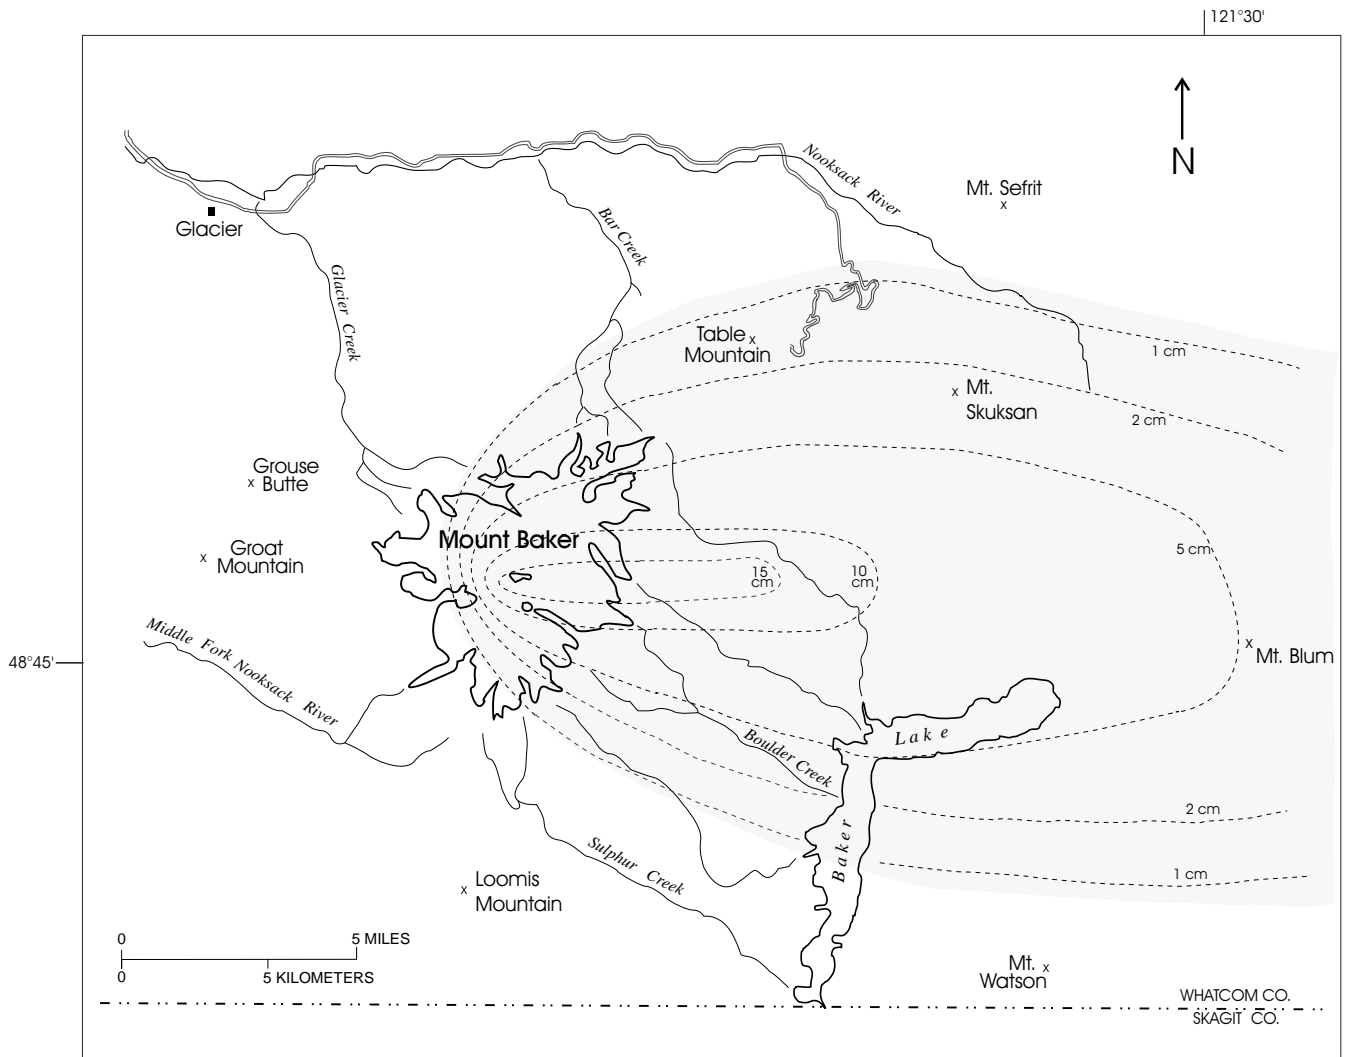 121°30'
N
Nooksack River
Mt. Sefrit
x
Glacier
Bar Creek
Glacier Creek
Table x
Mountain
1 cm
x Mt.
Skuksan
2 cm
Grouse
x Butte
Mount Baker
5 cm
Groat
x Mountain
15
cm
10
cm
Middle Fork Nooksack River
48°45'
x
Mt. Blum
Lake
Boulder Creek
2 cm
Baker
Sulphur Creek
1 cm
x Loomis
Mountain
0 5 MILES
0 5 KILOMETERS
Mt. x
Watson
WHATCOM CO.
SKAGIT CO.